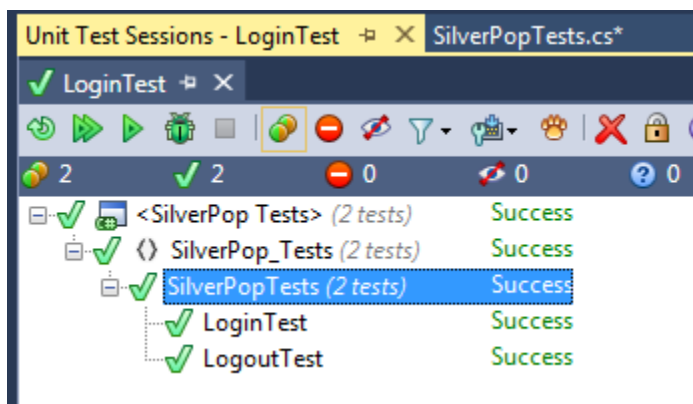 Unit Test Sessions - LoginTest SilverPopTests.cs*
LoginTest
2 2 0 0 0
<SilverPop Tests> (2 tests) Success
SilverPop_Tests (2 tests) Success
SilverPopTests (2 tests) Success
LoginTest Success
LogoutTest Success